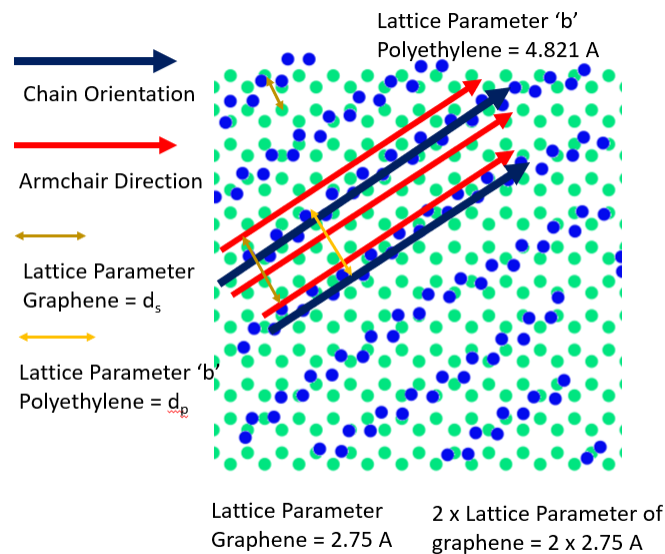 Lattice Parameter 'b'
Polyethylene = 4.821 A
Chain Orientation
Armchair Direction
Lattice Parameter
Graphene = ds
Lattice Parameter 'b'
Polyethylene = dp
Lattice Parameter
Graphene = 2.75 A
2 x Lattice Parameter of
graphene = 2 x 2.75 A